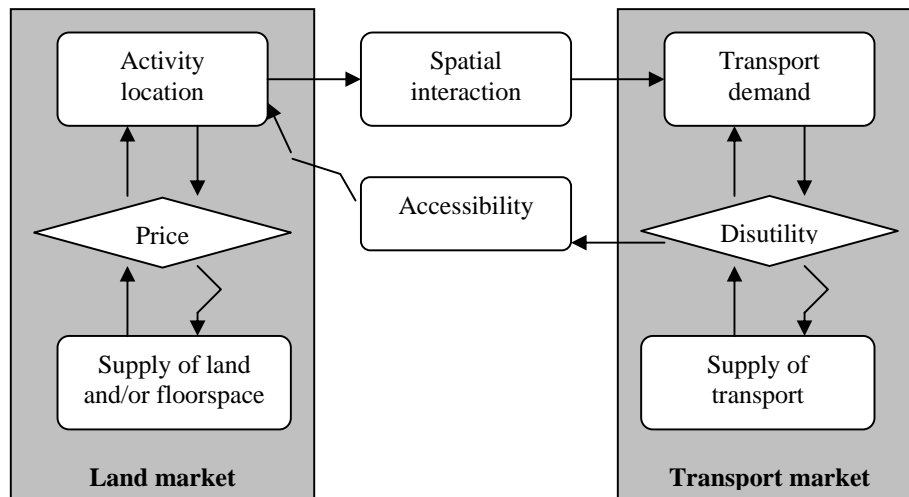 Activity
location
Spatial
interaction
Transport
demand
Accessibility
Price
Disutility
Supply of land
and/or floorspace
Supply of
transport
Land market
Transport market